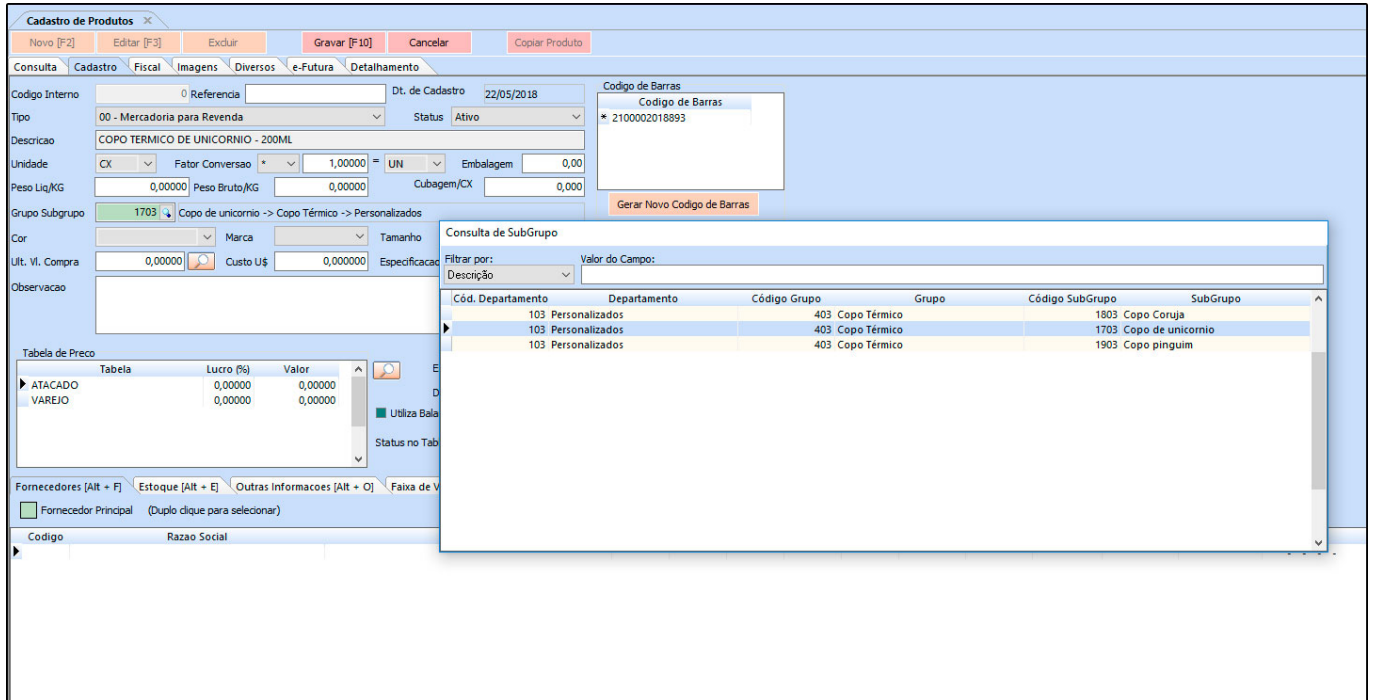 Cadastro de Produtos
Novo [F2] Editar [F3] Excluir Gravar [F10] Cancelar Copiar Produto
Consulta Cadastro Fiscal Imagens Diversos e-Futura Detalhamento
Codigo Interno 0 Referencia Dt. de Cadastro 22/05/2018
Codigo de Barras
Codigo de Barras
* 2100002018893
Tipo 00 - Mercadoria para Revenda Status Ativo
Descricao COPO TERMICO DE UNICORNIO - 200ML
Unidade CX Fator Conversao * 1,00000 = UN Embalagem 0,00
Peso Liq/KG 0,00000 Peso Bruto/KG 0,00000 Cubagem/CX 0,000
Gerar Novo Codigo de Barras
Grupo Subgrupo 1703 Copo de unicornio -> Copo Térmico -> Personalizados
Cor Marca Tamanho
Ult. Vl. Compra 0,00000 Custo U$ 0,000000 Especificacao
Observacao
Consulta de SubGrupo
Filtrar por: Valor do Campo:
Descrição
Cód. Departamento Departamento Código Grupo Grupo Código SubGrupo SubGrupo
103 Personalizados 403 Copo Térmico 1803 Copo Coruja
103 Personalizados 403 Copo Térmico 1703 Copo de unicornio
103 Personalizados 403 Copo Térmico 1903 Copo pinguim
Tabela de Preco
Tabela Lucro (%) Valor E
ATACADO 0,00000 0,00000 D
VAREJO 0,00000 0,00000
Utiliza Bala
Status no Tab
Fornecedores [Alt + F] Estoque [Alt + E] Outras Informacoes [Alt + O] Faixa de V
Fornecedor Principal (Duplo clique para selecionar)
Codigo Razao Social